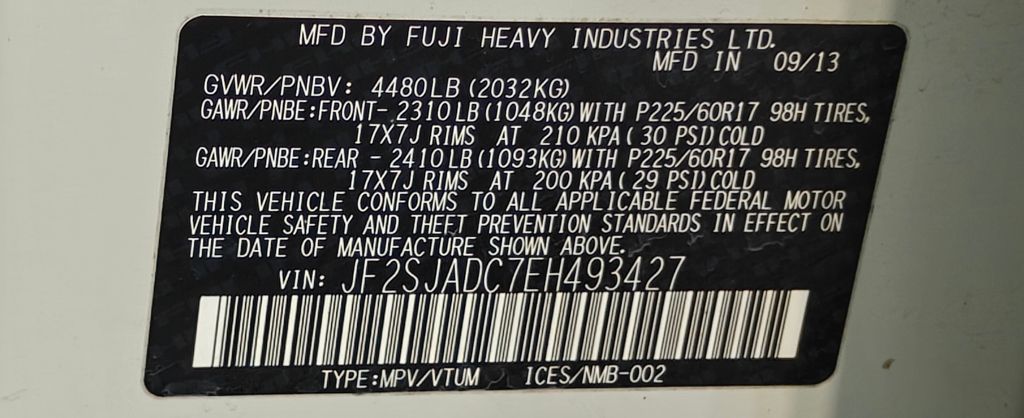 MFD BY FUJI HEAVY INDUSTRIES LTD.
MFD IN 09/13
GVWR/PNBV: 4480LB (2032KG)
GAWR/PNBE:FRONT- 2310LB (1048KG) WITH P225/60R17 98H TIRES,
17X7J RIMS AT 210 KPA ( 30 PSI) COLD
GAWR/PNBE:REAR - 2410LB (1093KG) WITH P225/60R17 98H TIRES,
17X7J RIMS AT 200 KPA ( 29 PSI) COLD
THIS VEHICLE CONFORMS TO ALL APPLICABLE FEDERAL MOTOR
VEHICLE SAFETY AND THEFT PREVENTION STANDARDS IN EFFECT ON
THE DATE OF MANUFACTURE SHOWN ABOVE.
VIN: JF2SJADC7EH493427
TYPE:MPV/VTUM ICES/NMB-002